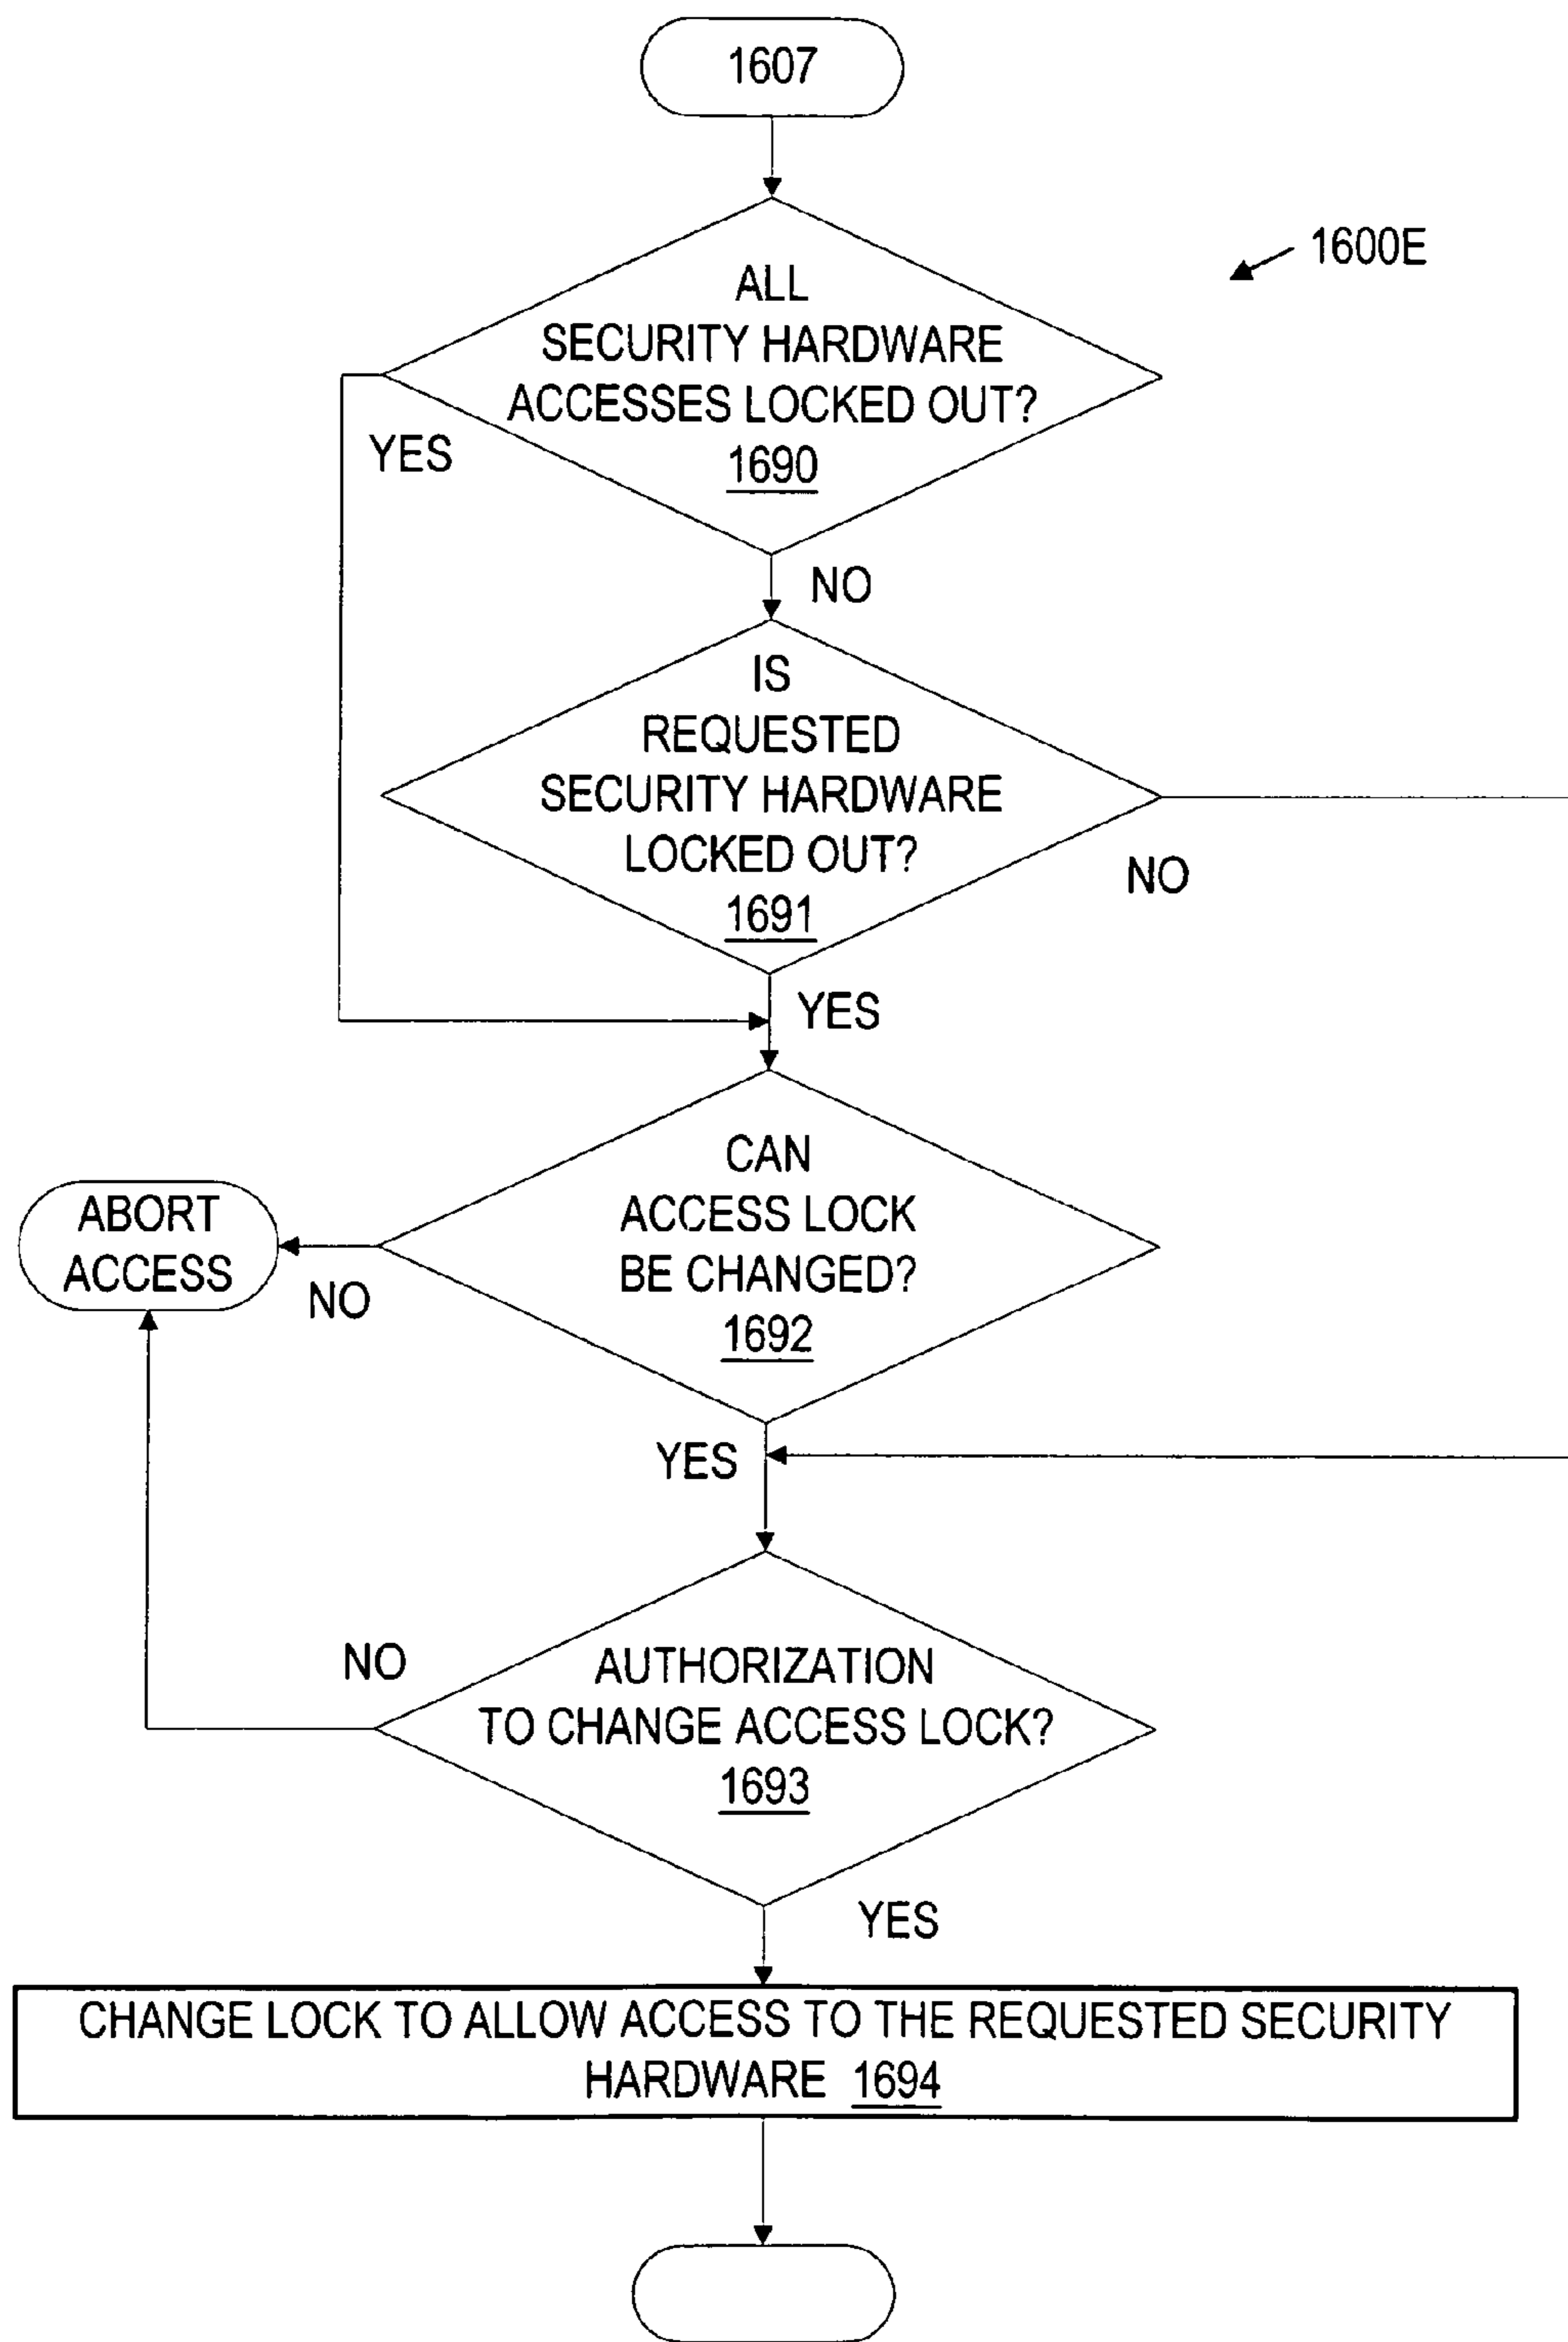 1607
1600E
ALL
SECURITY HARDWARE
ACCESSES LOCKED OUT?
1690
YES
NO
IS
REQUESTED
SECURITY HARDWARE
LOCKED OUT?
1691
NO
YES
CAN
ACCESS LOCK
BE CHANGED?
1692
ABORT
ACCESS
NO
YES
AUTHORIZATION
TO CHANGE ACCESS LOCK?
1693
NO
YES
CHANGE LOCK TO ALLOW ACCESS TO THE REQUESTED SECURITY
HARDWARE 1694